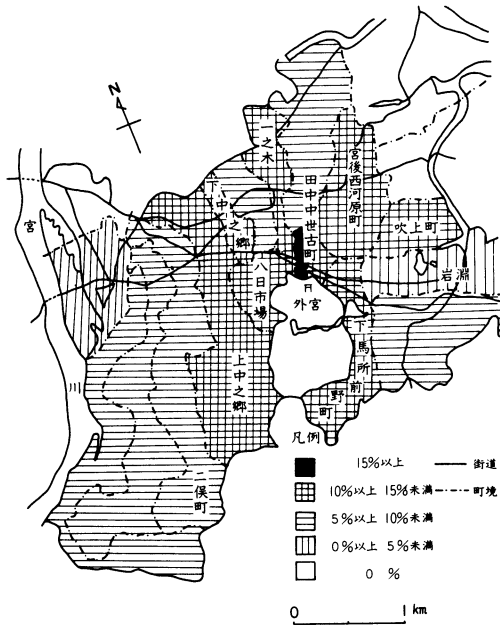 N
一之木
宮後西河原町
田中中世古町
下中之郷
吹上町
宮
岩淵
八日市場
外宮
下馬所前
上中之郷
野町
川
二俣町
凡例
15%以上
街道
10%以上 15%未満
町境
5%以上 10%未満
0%以上 5%未満
0 %
0 1 km